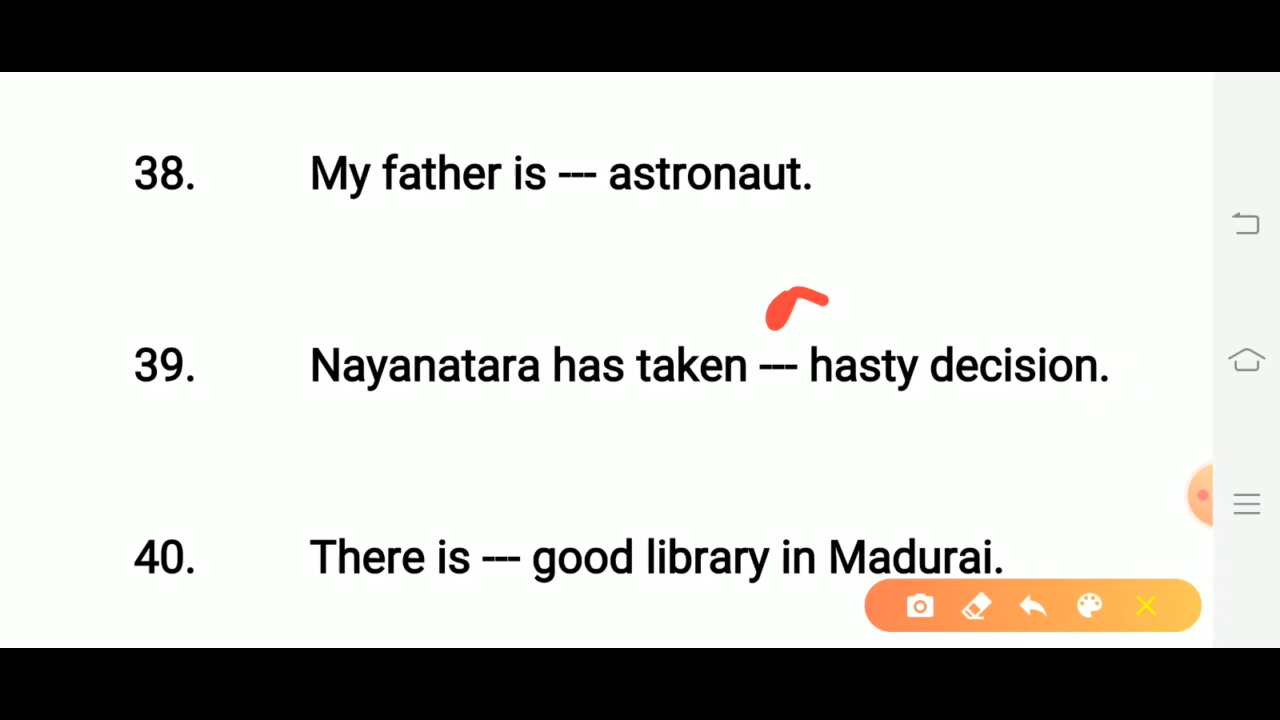 38. My father is --- astronaut.
39. Nayanatara has taken --- hasty decision.
40. There is --- good library in Madurai.